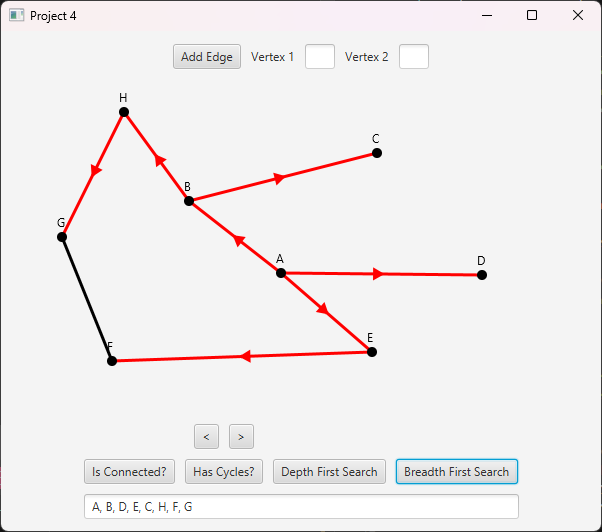 Project 4
Add Edge Vertex 1 Vertex 2
H
C
B
G
A
D
E
F
< >
Is Connected? Has Cycles? Depth First Search Breadth First Search
A, B, D, E, C, H, F, G